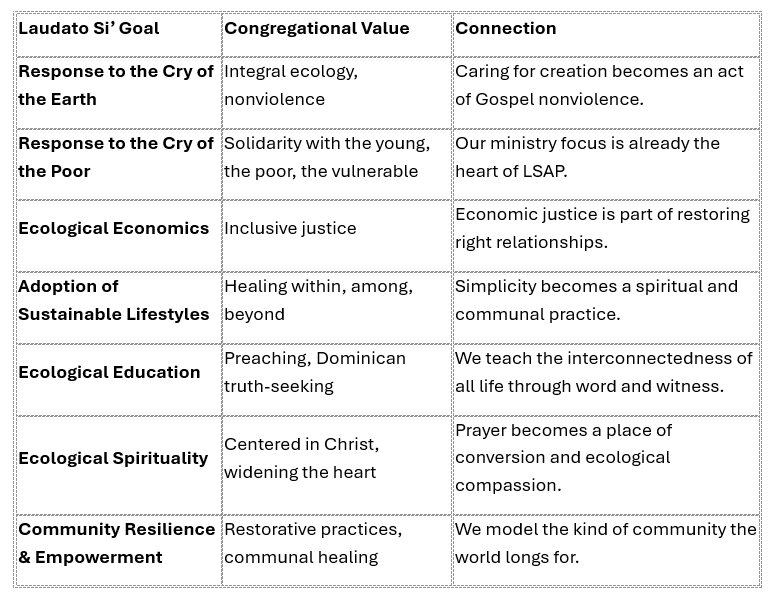 Laudato Si’ Goal
Congregational Value
Connection
Response to the Cry of
the Earth
Integral ecology,
nonviolence
Caring for creation becomes an act
of Gospel nonviolence.
Response to the Cry of
the Poor
Solidarity with the young,
the poor, the vulnerable
Our ministry focus is already the
heart of LSAP.
Ecological Economics
Inclusive justice
Economic justice is part of restoring
right relationships.
Adoption of
Sustainable Lifestyles
Healing within, among,
beyond
Simplicity becomes a spiritual and
communal practice.
Ecological Education
Preaching, Dominican
truth-seeking
We teach the interconnectedness of
all life through word and witness.
Ecological Spirituality
Centered in Christ,
widening the heart
Prayer becomes a place of
conversion and ecological
compassion.
Community Resilience
& Empowerment
Restorative practices,
communal healing
We model the kind of community the
world longs for.